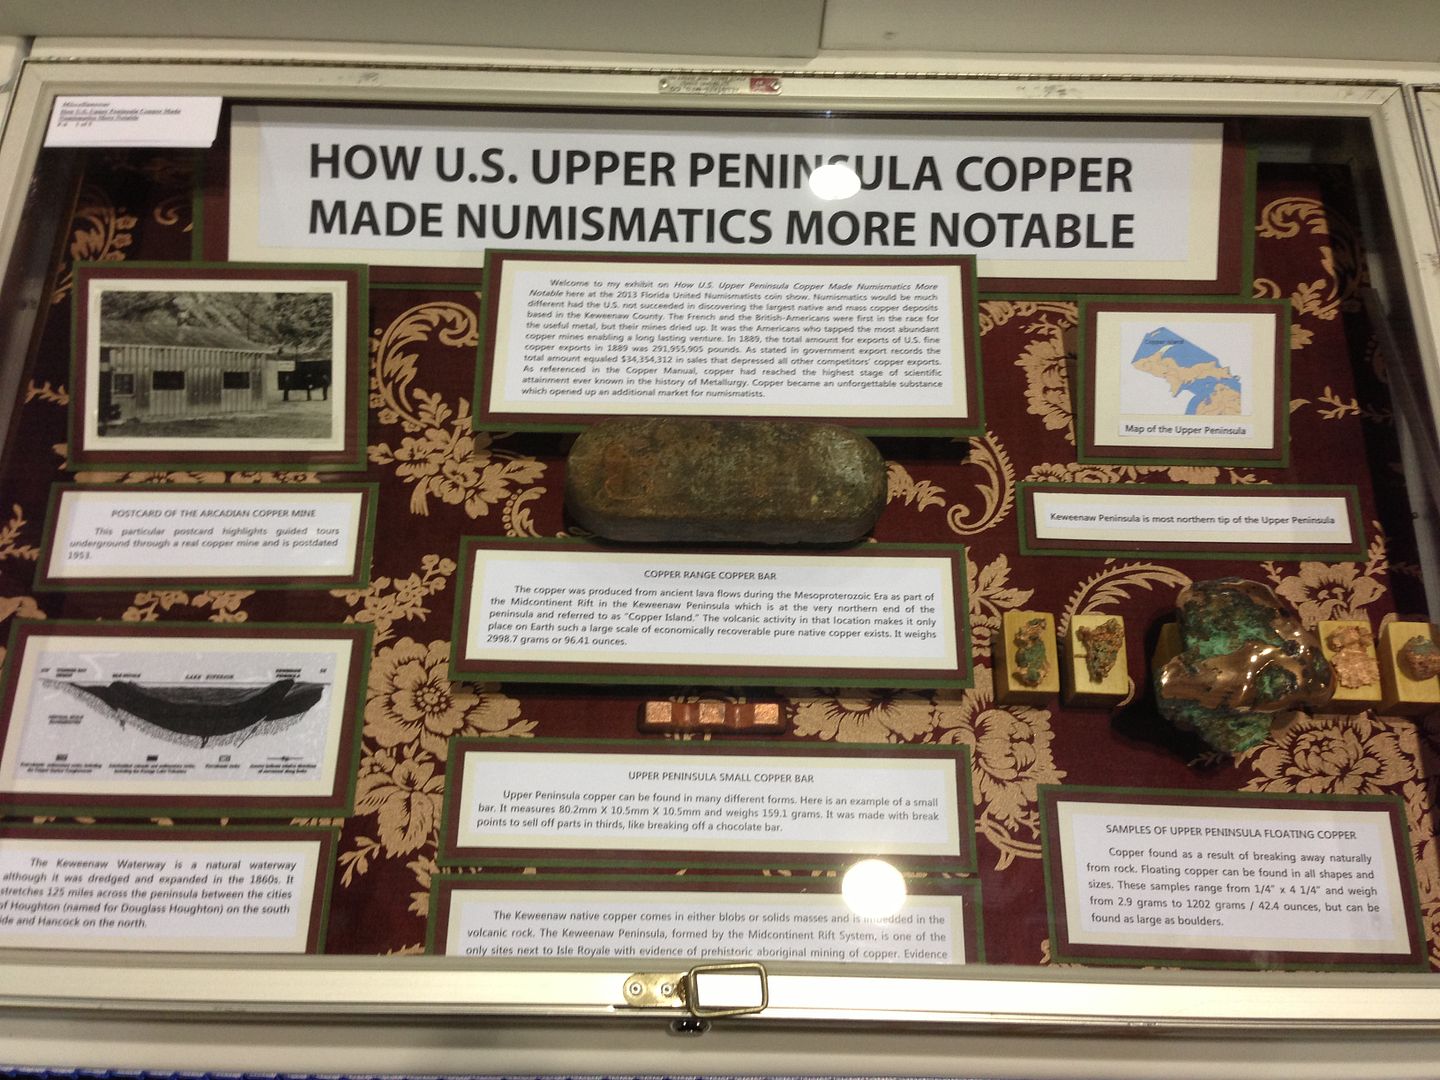 Miscellaneous
How U.S. Upper Peninsula Copper Made
Numismatics More Notable
HOW U.S. UPPER PENINSULA COPPER
MADE NUMISMATICS MORE NOTABLE
Welcome to my exhibit on How U.S. Upper Peninsula Copper Made Numismatics More
Notable here at the 2013 Florida United Numismatists coin show. Numismatics would be much
different had the U.S. not succeeded in discovering the largest native and mass copper deposits
based in the Keweenaw County. The French and the British-Americans were first in the race for
the useful metal, but their mines dried up. It was the Americans who tapped the most abundant
copper mines enabling a long lasting venture. In 1889, the total amount for exports of U.S. fine
copper exports in 1889 was 291,955,905 pounds. As stated in government export records the
total amount equaled $34,354,312 in sales that depressed all other competitors' copper exports.
As referenced in the Copper Manual, copper had reached the highest stage of scientific
attainment ever known in the history of Metallurgy. Copper became an unforgettable substance
which opened up an additional market for numismatists.
Copper Island
Map of the Upper Peninsula
Keweenaw Peninsula is most northern tip of the Upper Peninsula
POSTCARD OF THE ARCADIAN COPPER MINE
This particular postcard highlights guided tours
underground through a real copper mine and is postdated
1953.
COPPER RANGE COPPER BAR
The copper was produced from ancient lava flows during the Mesoproterozoic Era as part of
the Midcontinent Rift in the Keweenaw Peninsula which is at the very northern end of the
peninsula and referred to as "Copper Island." The volcanic activity in that location makes it only
place on Earth such a large scale of economically recoverable pure native copper exists. It weighs
2998.7 grams or 96.41 ounces.
LAKE SUPERIOR
UPPER PENINSULA SMALL COPPER BAR
Upper Peninsula copper can be found in many different forms. Here is an example of a small
bar. It measures 80.2mm X 10.5mm X 10.5mm and weighs 159.1 grams. It was made with break
points to sell off parts in thirds, like breaking off a chocolate bar.
SAMPLES OF UPPER PENINSULA FLOATING COPPER
Copper found as a result of breaking away naturally
from rock. Floating copper can be found in all shapes and
sizes. These samples range from 1/4" x 4 1/4" and weigh
from 2.9 grams to 1202 grams / 42.4 ounces, but can be
found as large as boulders.
The Keweenaw Waterway is a natural waterway
although it was dredged and expanded in the 1860s. It
stretches 125 miles across the peninsula between the cities
of Houghton (named for Douglass Houghton) on the south
ide and Hancock on the north.
The Keweenaw native copper comes in either blobs or solids masses and is imbedded in the
volcanic rock. The Keweenaw Peninsula, formed by the Midcontinent Rift System, is one of the
only sites next to Isle Royale with evidence of prehistoric aboriginal mining of copper. Evidence